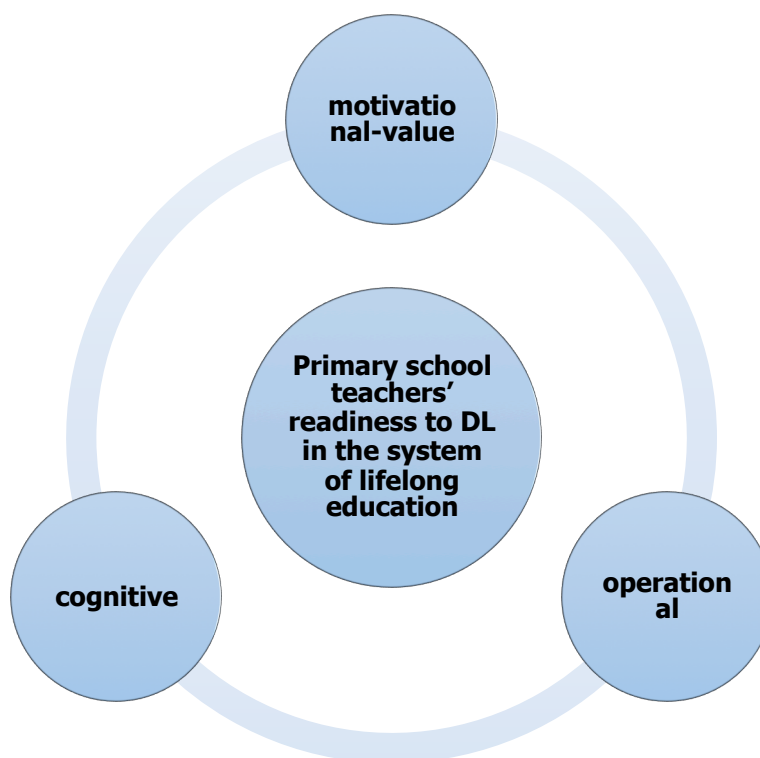 motivatio
nal-value
Primary school
teachers’
readiness to DL
in the system
of lifelong
education
cognitive
operation
al